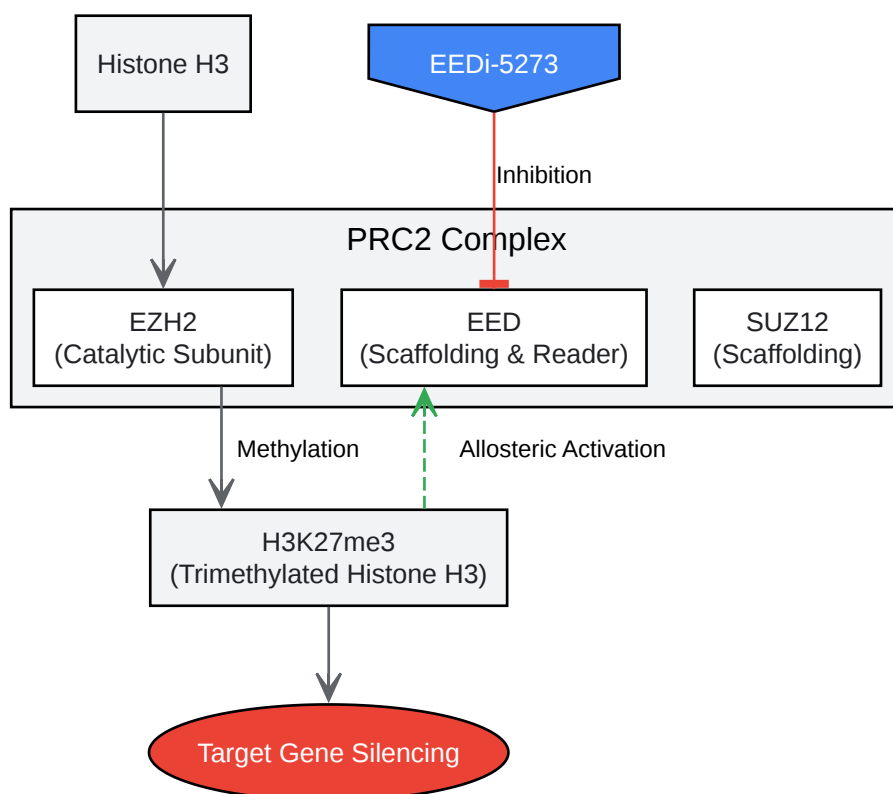 Histone H3
EEDi-5273
Inhibition
PRC2 Complex
EZH2
(Catalytic Subunit)
EED
(Scaffolding & Reader)
SUZ12
(Scaffolding)
Methylation
Allosteric Activation
H3K27me3
(Trimethylated Histone H3)
Target Gene Silencing